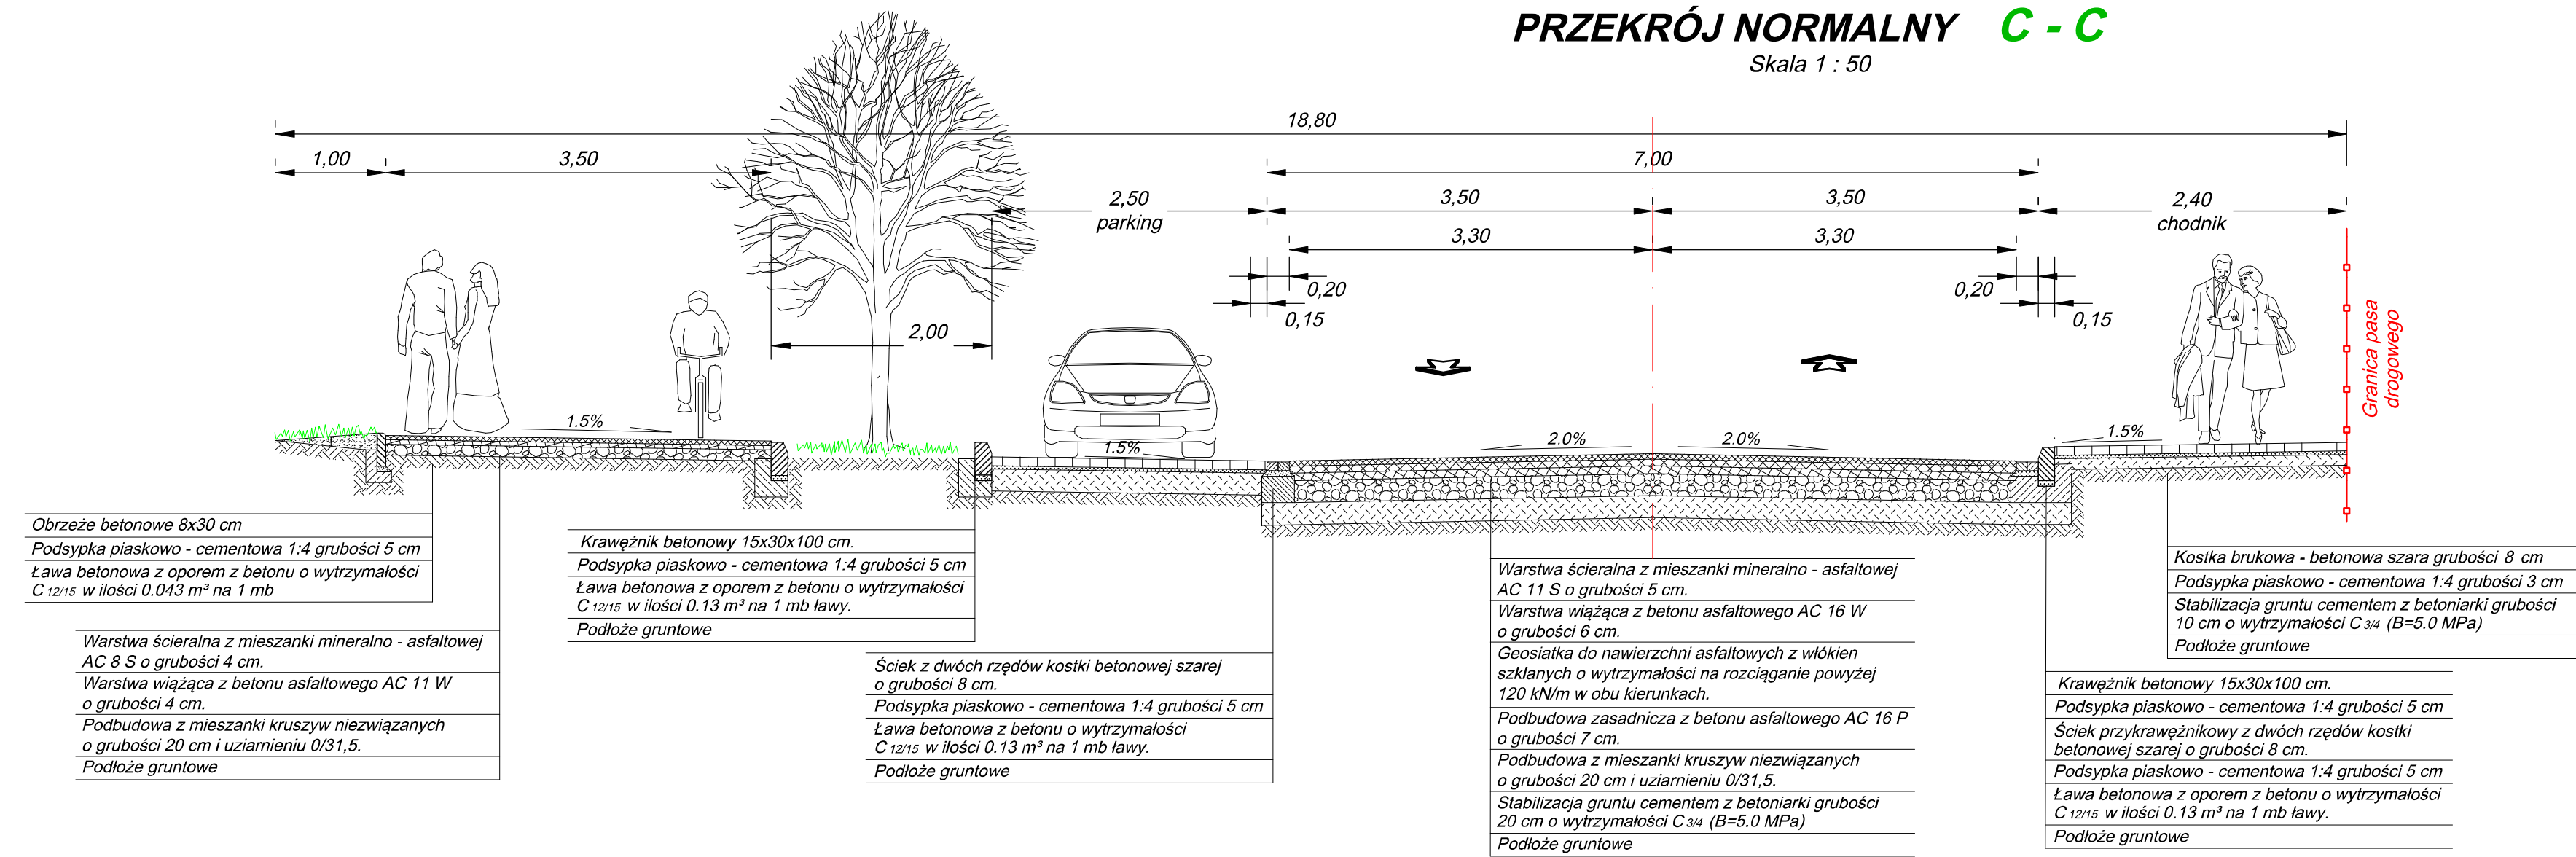 PRZEKRÓJ NORMALNY C - C
Skala 1 : 50
18,80
1,00
3,50
7,00
2,50
parking
3,50
3,50
2,40
chodnik
3,30
3,30
0,20
0,15
0,20
0,15
2,00
Granica pasa
drogowego
1.5%
1.5%
2.0%
2.0%
1.5%
Obrzeże betonowe 8x30 cm
Podsypka piaskowo - cementowa 1:4 grubości 5 cm
Ława betonowa z oporem z betonu o wytrzymałości
C 12/15 w ilości 0.043 m³ na 1 mb
Warstwa ścieralna z mieszanki mineralno - asfaltowej
AC 8 S o grubości 4 cm.
Warstwa wiążąca z betonu asfaltowego AC 11 W
o grubości 4 cm.
Podbudowa z mieszanki kruszyw niezwiązanych
o grubości 20 cm i uziarnieniu 0/31,5.
Podłoże gruntowe
Krawężnik betonowy 15x30x100 cm.
Podsypka piaskowo - cementowa 1:4 grubości 5 cm
Ława betonowa z oporem z betonu o wytrzymałości
C 12/15 w ilości 0.13 m³ na 1 mb ławy.
Podłoże gruntowe
Ściek z dwóch rzędów kostki betonowej szarej
o grubości 8 cm.
Podsypka piaskowo - cementowa 1:4 grubości 5 cm
Ława betonowa z betonu o wytrzymałości
C 12/15 w ilości 0.13 m³ na 1 mb ławy.
Podłoże gruntowe
Warstwa ścieralna z mieszanki mineralno - asfaltowej
AC 11 S o grubości 5 cm.
Warstwa wiążąca z betonu asfaltowego AC 16 W
o grubości 6 cm.
Geosiatka do nawierzchni asfaltowych z włókien
szklanych o wytrzymałości na rozciąganie powyżej
120 kN/m w obu kierunkach.
Podbudowa zasadnicza z betonu asfaltowego AC 16 P
o grubości 7 cm.
Podbudowa z mieszanki kruszyw niezwiązanych
o grubości 20 cm i uziarnieniu 0/31,5.
Stabilizacja gruntu cementem z betoniarki grubości
20 cm o wytrzymałości C 3/4 (B=5.0 MPa)
Podłoże gruntowe
Kostka brukowa - betonowa szara grubości 8 cm
Podsypka piaskowo - cementowa 1:4 grubości 3 cm
Stabilizacja gruntu cementem z betoniarki grubości
10 cm o wytrzymałości C 3/4 (B=5.0 MPa)
Podłoże gruntowe
Krawężnik betonowy 15x30x100 cm.
Podsypka piaskowo - cementowa 1:4 grubości 5 cm
Ściek przykrawężnikowy z dwóch rzędów kostki
betonowej szarej o grubości 8 cm.
Podsypka piaskowo - cementowa 1:4 grubości 5 cm
Ława betonowa z oporem z betonu o wytrzymałości
C 12/15 w ilości 0.13 m³ na 1 mb ławy.
Podłoże gruntowe